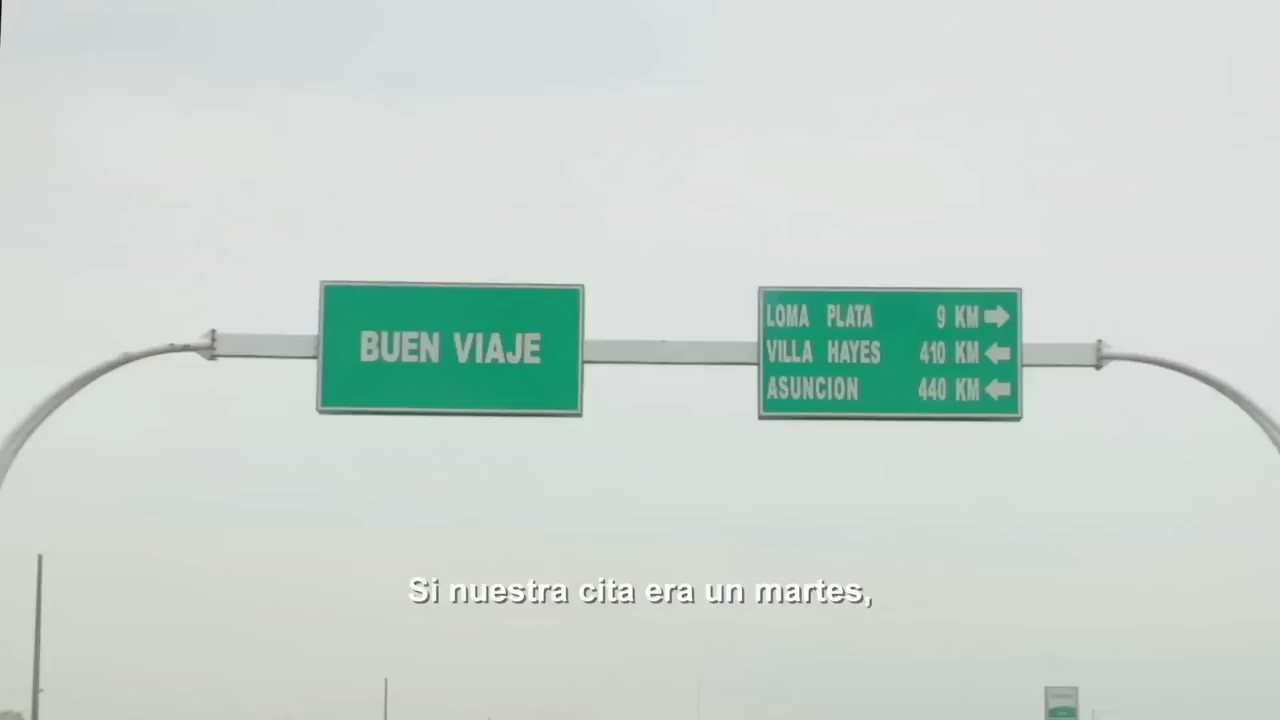 BUEN VIAJE
LOMA PLATA 9 KM
VILLA HAYES 410 KM
ASUNCION 440 KM
Si nuestra cita era un martes,